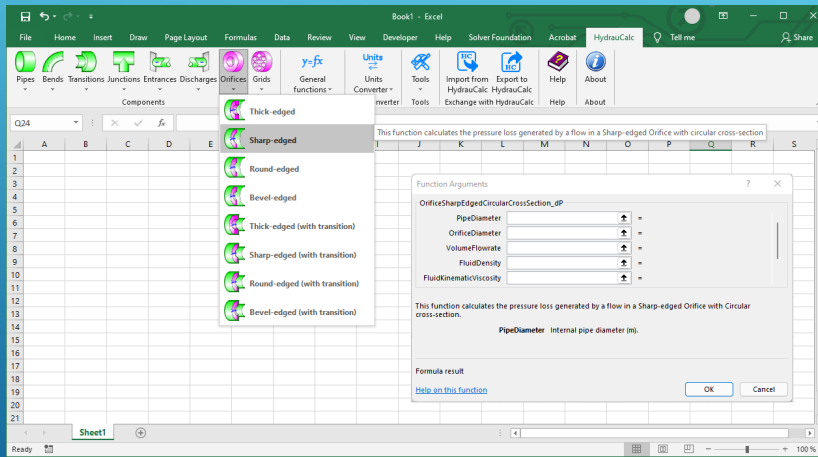 Book1 - Excel
File Home Insert Draw Page Layout Formulas Data Review View Developer Help Solver Foundation Acrobat HydrauCalc Tell me Share
Pipes Bends Transitions Junctions Entrances Discharges Orifices Grids
y=fx General functions
Units Units Converter
Tools
HC Import from HydrauCalc
HC Export to HydrauCalc
Help
About
Components nverter Tools Exchange with HydrauCalc Help About
Q24 fx
Thick-edged
Sharp-edged
Round-edged
Bevel-edged
Thick-edged (with transition)
Sharp-edged (with transition)
Round-edged (with transition)
Bevel-edged (with transition)
This function calculates the pressure loss generated by a flow in a Sharp-edged Orifice with circular cross-section
A B C D E I J K L M N O P Q R S
1
2
3
4
5
6
7
8
9
10
11
12
13
14
15
16
17
18
19
20
21
Function Arguments ? ×
OrificeSharpEdgedCircularCrossSection_dP
PipeDiameter =
OrificeDiameter =
VolumeFlowrate =
FluidDensity =
FluidKinematicViscosity =
This function calculates the pressure loss generated by a flow in a Sharp-edged Orifice with Circular
cross-section.
PipeDiameter Internal pipe diameter (m).
Formula result
Help on this function
OK Cancel
Sheet1
Ready 100 %